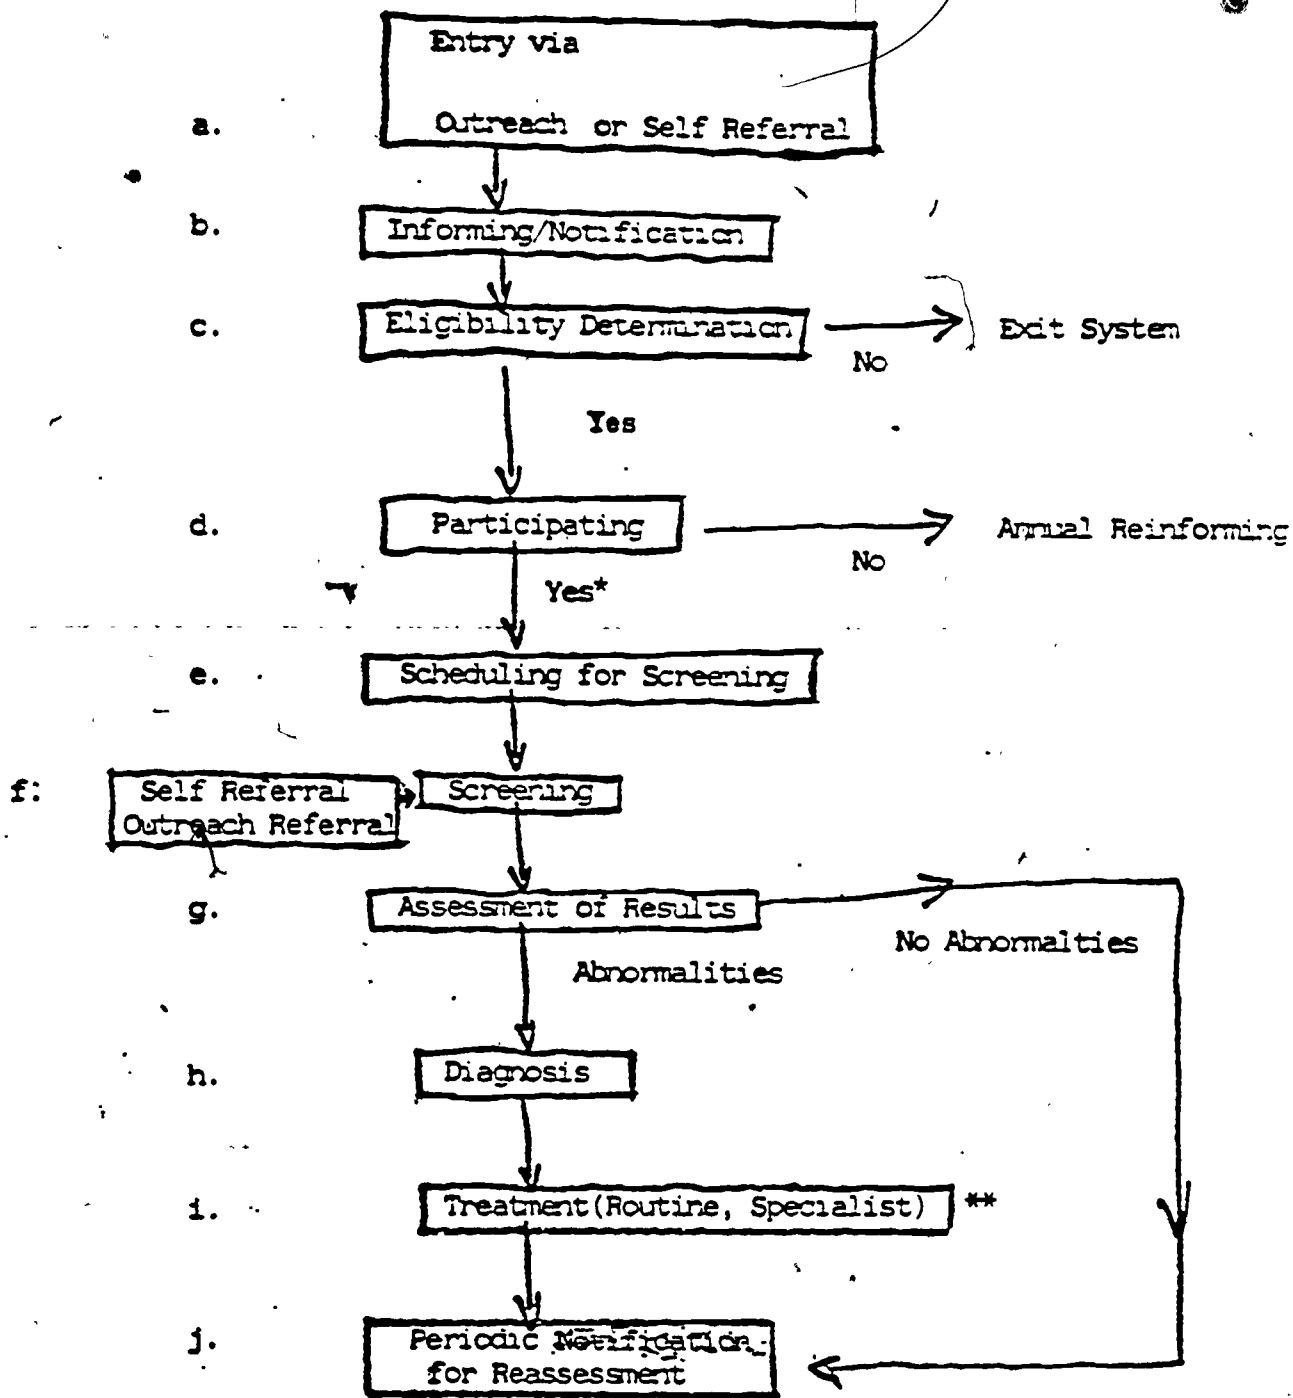 Entry via
a. Outreach or Self Referral
b. Informing/Notification
c. Eligibility Determination Exit System
No
Yes
d. Participating Annual Reinforming
No
Yes*
e. Scheduling for Screening
f: Self Referral Screening
Outreach Referral
g. Assessment of Results
No Abnormalties
Abnormalities
h. Diagnosis
i. Treatment(Routine, Specialist) **
j. Periodic Notification
for Reassessment